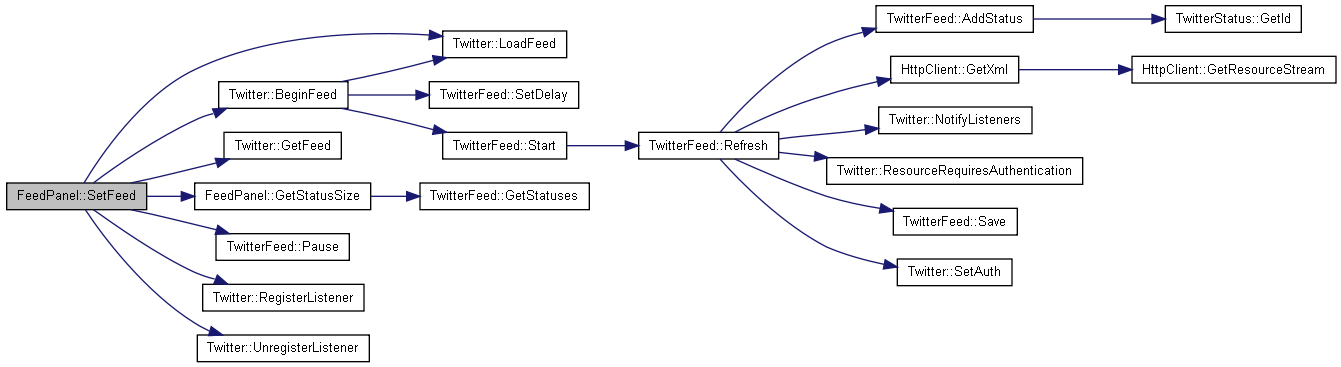 FeedPanel::SetFeed
Twitter::LoadFeed
Twitter::BeginFeed
TwitterFeed::SetDelay
TwitterFeed::Start
Twitter::GetFeed
FeedPanel::GetStatusSize
TwitterFeed::GetStatuses
TwitterFeed::Pause
Twitter::RegisterListener
Twitter::UnregisterListener
TwitterFeed::Refresh
TwitterFeed::AddStatus
TwitterStatus::GetId
HttpClient::GetXml
HttpClient::GetResourceStream
Twitter::NotifyListeners
Twitter::ResourceRequiresAuthentication
TwitterFeed::Save
Twitter::SetAuth